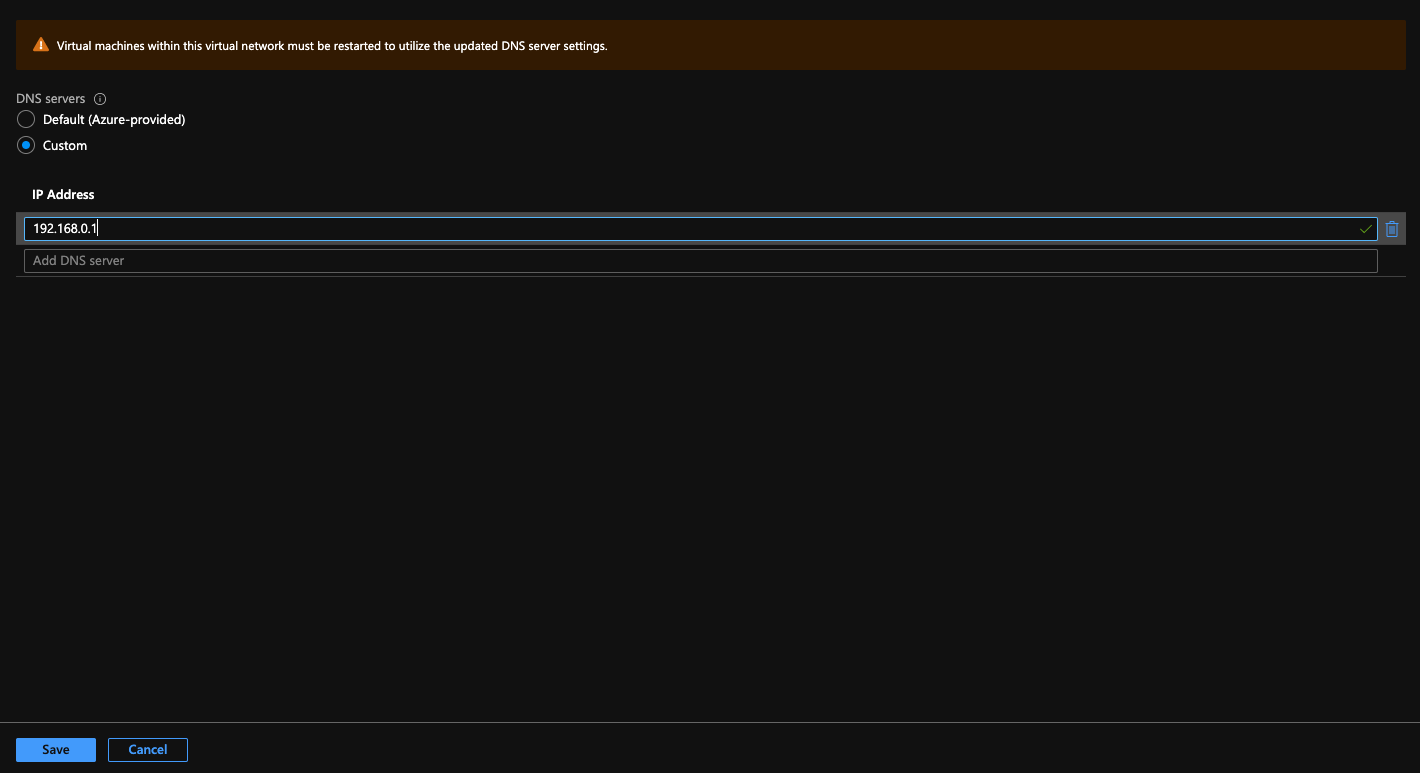 Virtual machines within this virtual network must be restarted to utilize the updated DNS server settings.
DNS servers
Default (Azure-provided)
Custom
IP Address
192.168.0.1
Add DNS server
Save Cancel